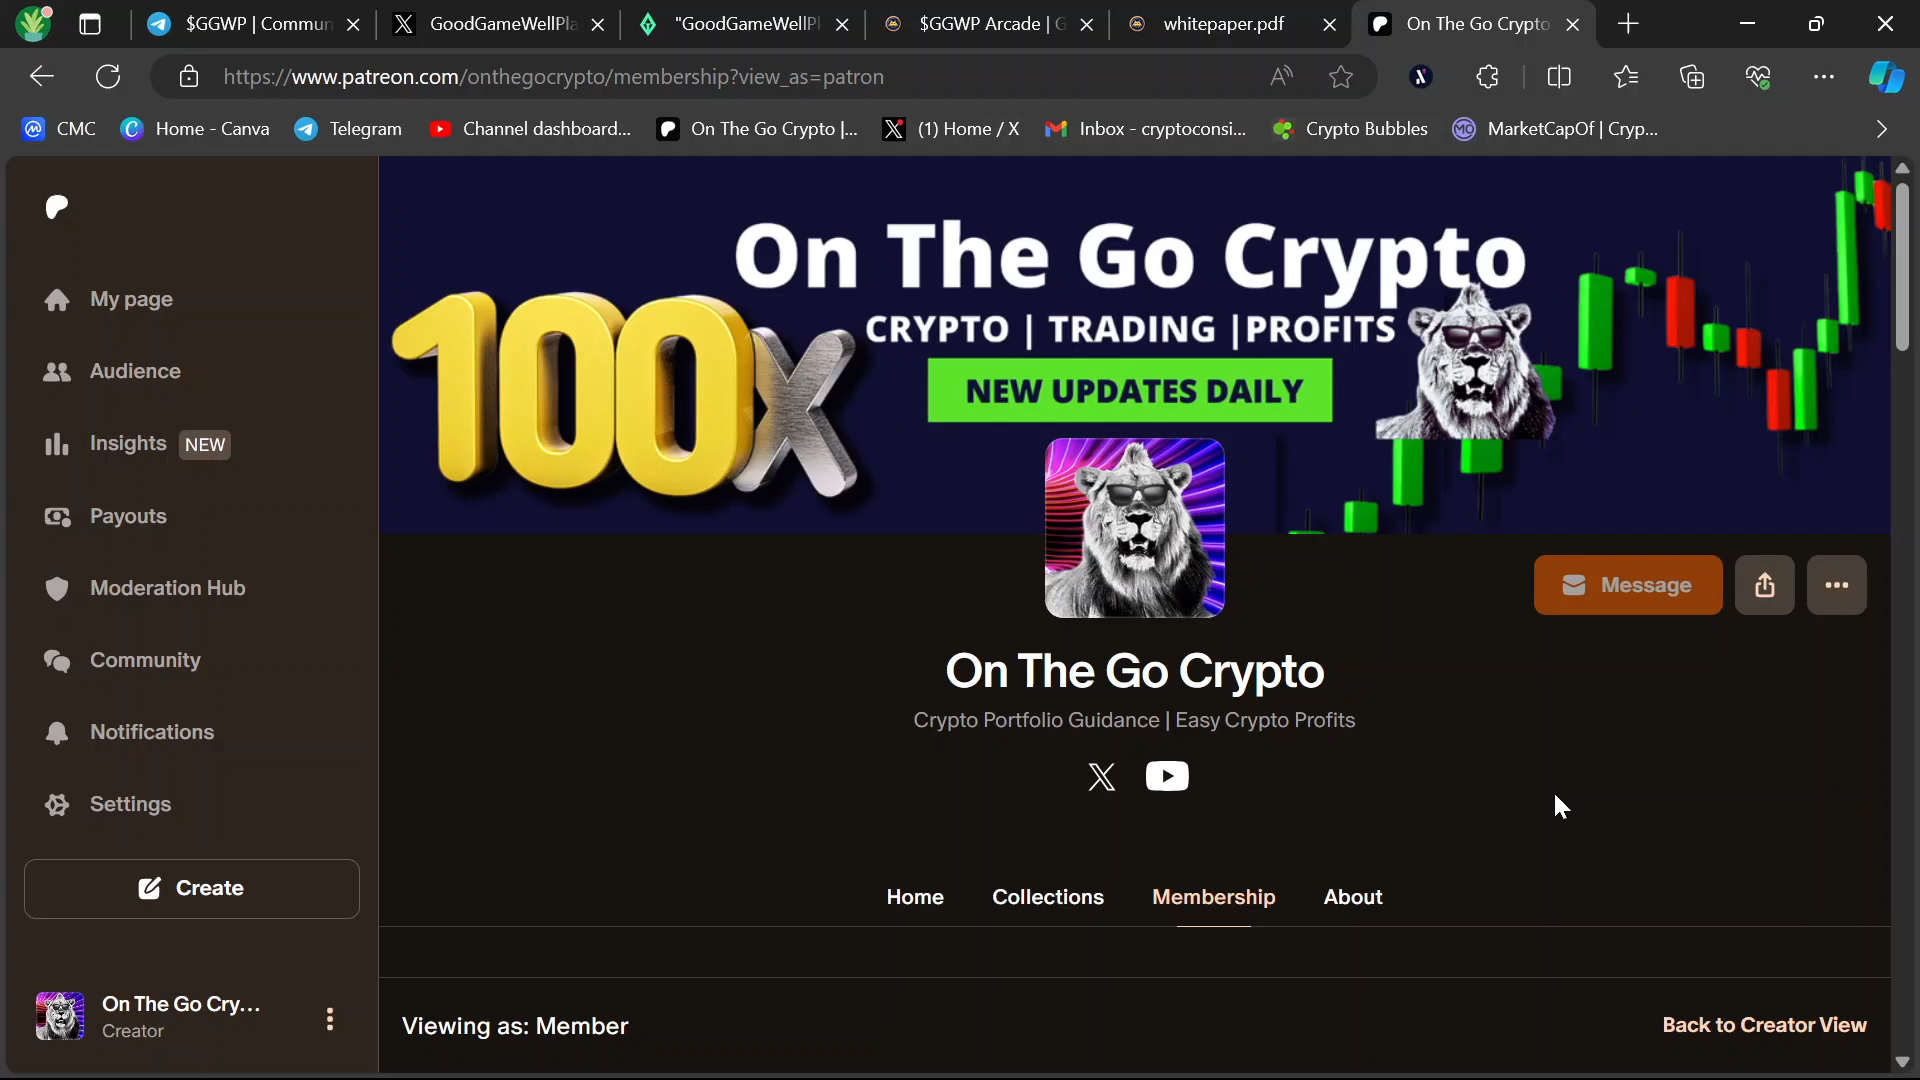 $GGWP | Commun
GoodGameWellPla
"GoodGameWellPl
$GGWP Arcade | G
whitepaper.pdf
On The Go Crypto
https://www.patreon.com/onthegocrypto/membership?view_as=patron
CMC
Home - Canva
Telegram
Channel dashboard...
On The Go Crypto |...
(1) Home / X
Inbox - cryptoconsi...
Crypto Bubbles
MarketCapOf | Cryp...
My page
Audience
Insights NEW
Payouts
Moderation Hub
Community
Notifications
Settings
Create
On The Go Cry...
Creator
On The Go Crypto
100x
CRYPTO | TRADING |PROFITS
NEW UPDATES DAILY
Message
On The Go Crypto
Crypto Portfolio Guidance | Easy Crypto Profits
Home
Collections
Membership
About
Viewing as: Member
Back to Creator View